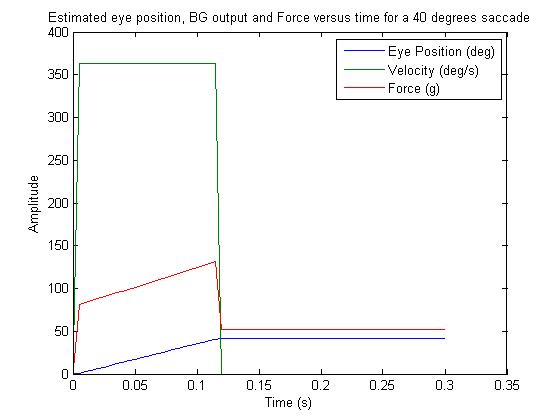 Estimated eye position, BG output and Force versus time for a 40 degrees saccade
400
350
300
250
200
150
100
50
0
Amplitude
Eye Position (deg)
Velocity (deg/s)
Force (g)
0 0.05 0.1 0.15 0.2 0.25 0.3 0.35
Time (s)